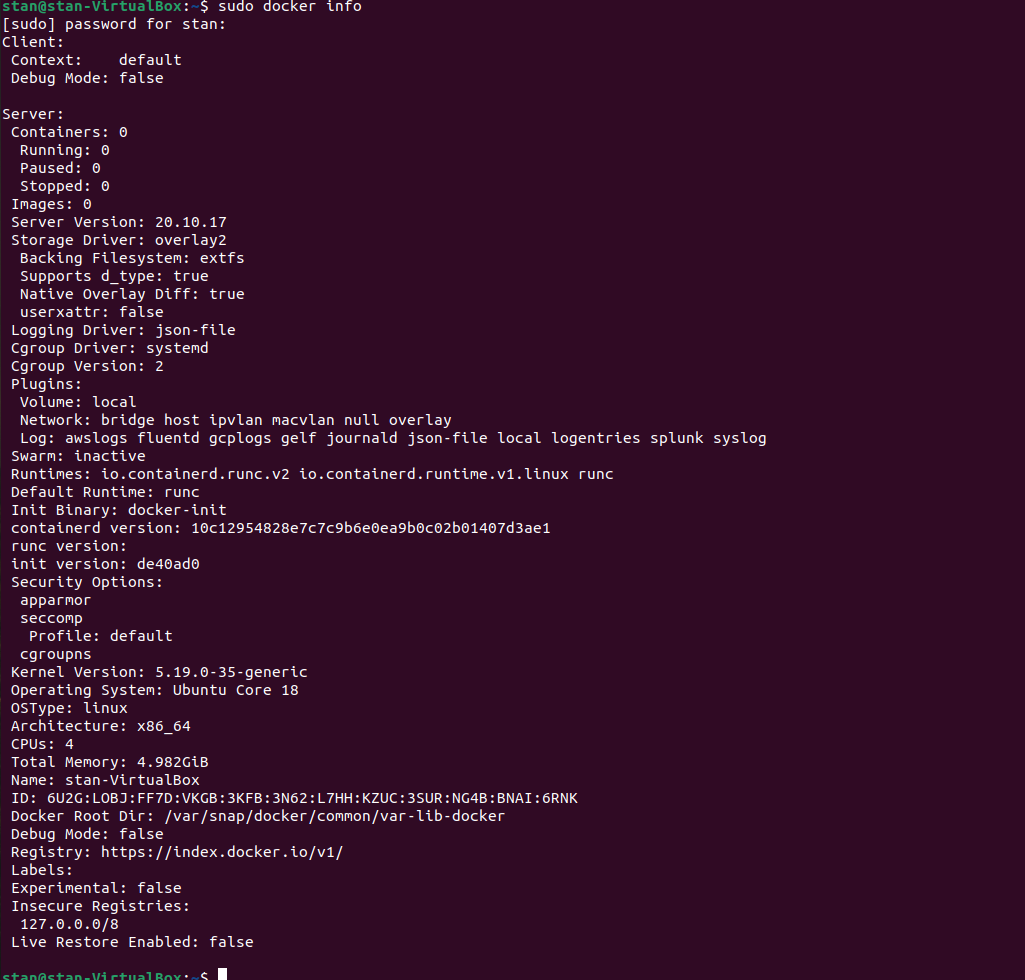 stan@stan-VirtualBox:~$ sudo docker info
[sudo] password for stan:
Client:
 Context:    default
 Debug Mode: false

Server:
 Containers: 0
  Running: 0
  Paused: 0
  Stopped: 0
 Images: 0
 Server Version: 20.10.17
 Storage Driver: overlay2
  Backing Filesystem: extfs
  Supports d_type: true
  Native Overlay Diff: true
  userxattr: false
 Logging Driver: json-file
 Cgroup Driver: systemd
 Cgroup Version: 2
 Plugins:
  Volume: local
  Network: bridge host ipvlan macvlan null overlay
  Log: awslogs fluentd gcplogs gelf journald json-file local logentries splunk syslog
 Swarm: inactive
 Runtimes: io.containerd.runc.v2 io.containerd.runtime.v1.linux runc
 Default Runtime: runc
 Init Binary: docker-init
 containerd version: 10c12954828e7c7c9b6e0ea9b0c02b01407d3ae1
 runc version:
 init version: de40ad0
 Security Options:
  apparmor
  seccomp
   Profile: default
  cgroupns
 Kernel Version: 5.19.0-35-generic
 Operating System: Ubuntu Core 18
 OSType: linux
 Architecture: x86_64
 CPUs: 4
 Total Memory: 4.982GiB
 Name: stan-VirtualBox
 ID: 6U2G:LOBJ:FF7D:VKGB:3KFB:3N62:L7HH:KZUC:3SUR:NG4B:BNAI:6RNK
 Docker Root Dir: /var/snap/docker/common/var-lib-docker
 Debug Mode: false
 Registry: https://index.docker.io/v1/
 Labels:
 Experimental: false
 Insecure Registries:
  127.0.0.0/8
 Live Restore Enabled: false

stan@stan-VirtualBox:~$